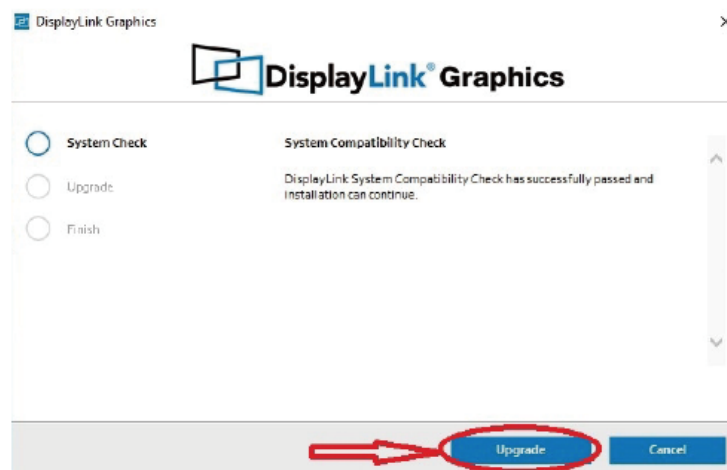 DisplayLink Graphics
DisplayLink® Graphics
System Check
Upgrade
Finish
System Compatibility Check
DisplayLink System Compatibility Check has successfully passed and
installation can continue.
Upgrade
Cancel